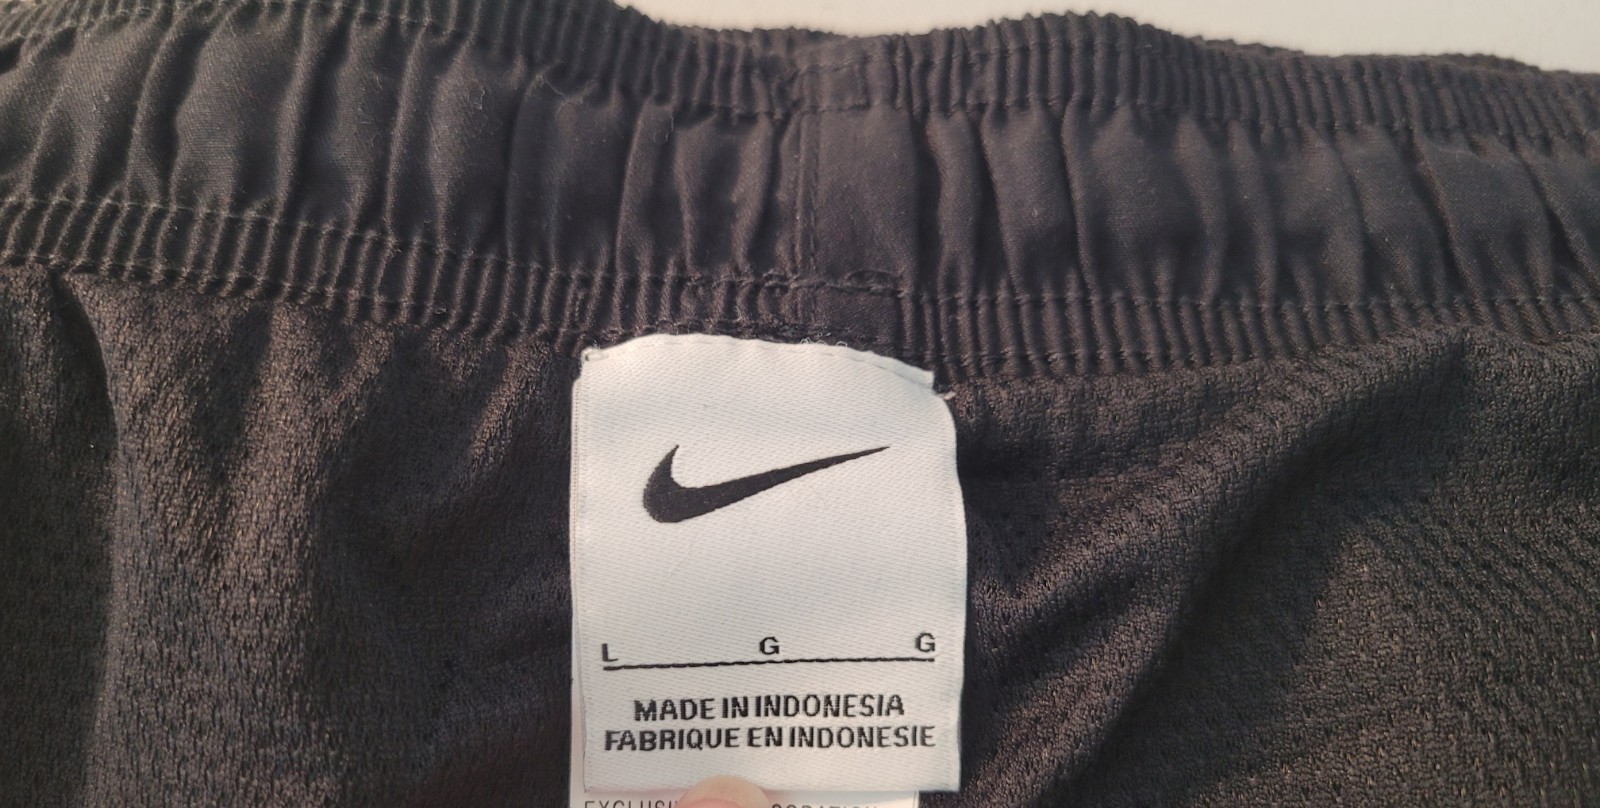 L G G
MADE IN INDONESIA
FABRIQUE EN INDONESIE